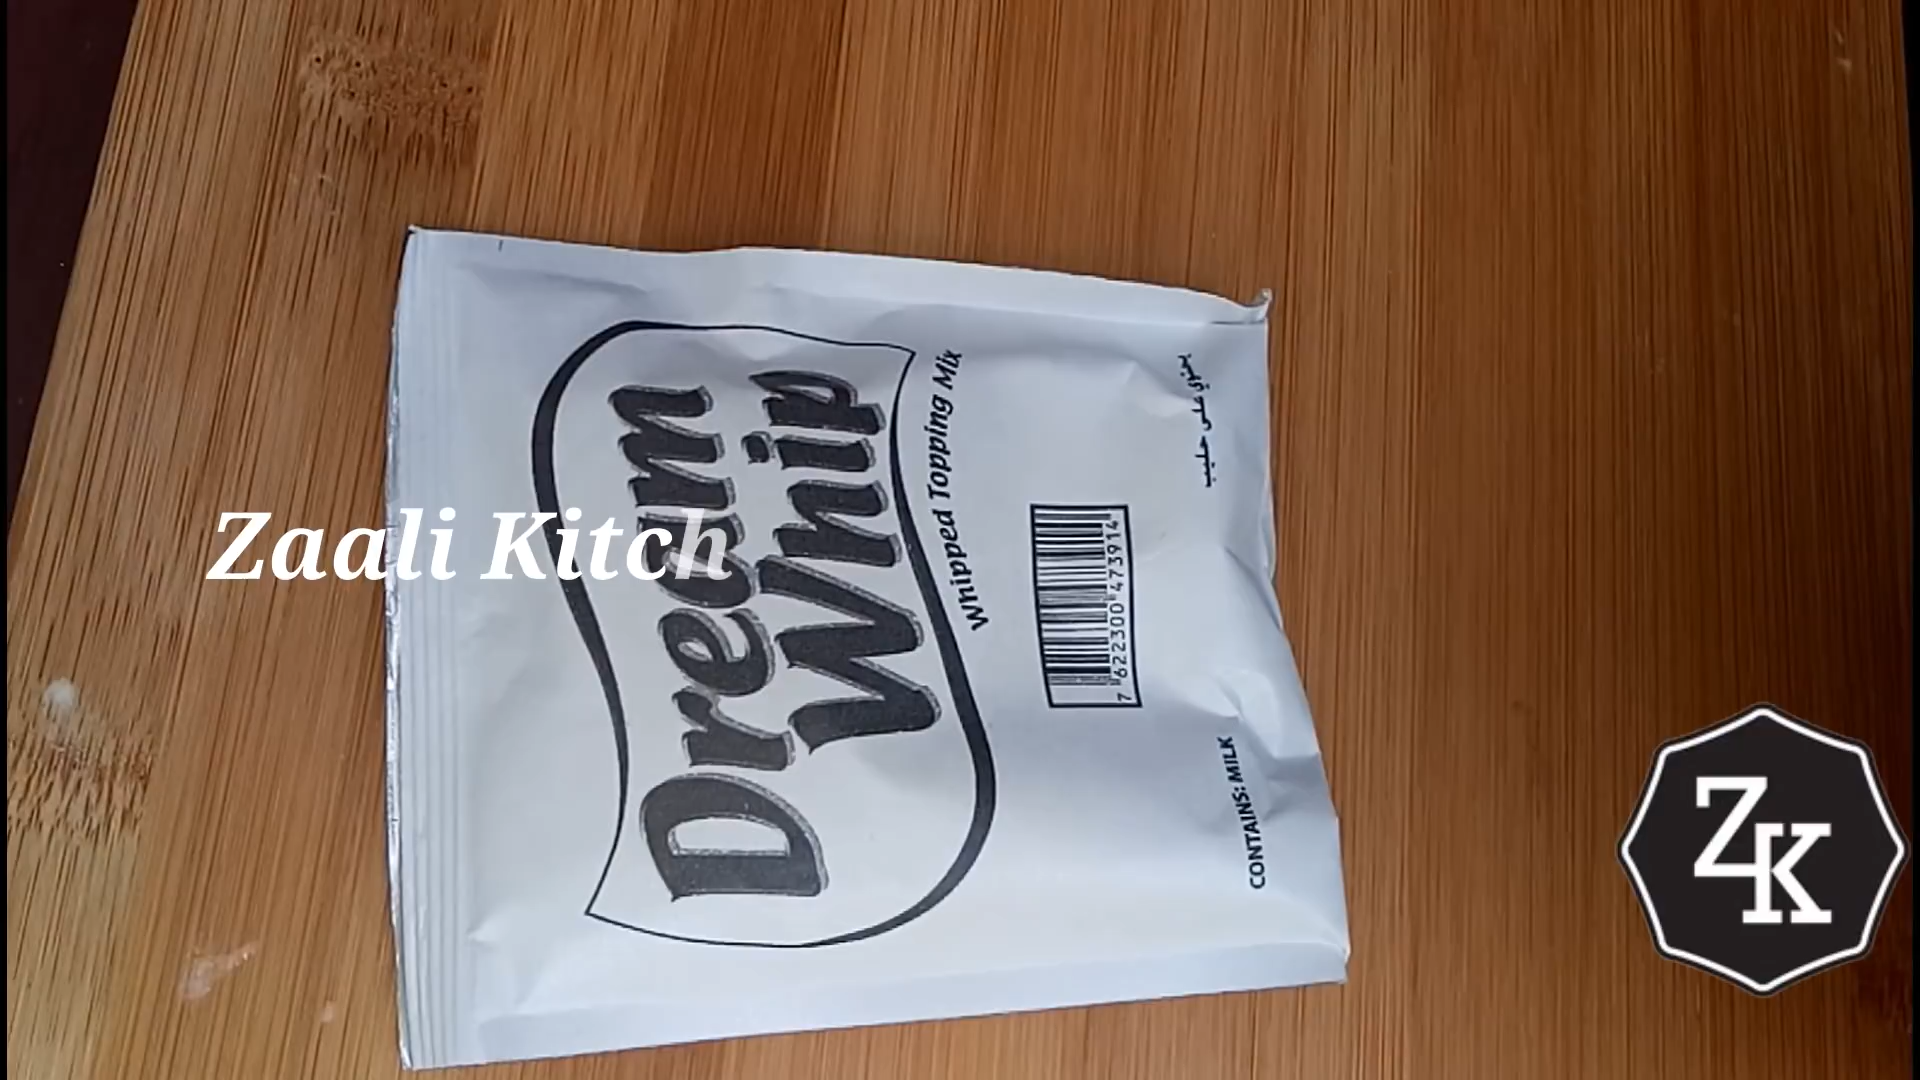 Dream
Whip
Whipped Topping Mix
7 622300 473914
CONTAINS: MILK
يحتوي على حليب
Zaali Kitch
ZK